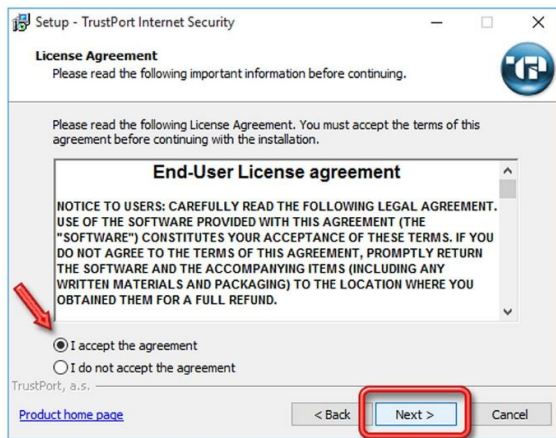 Setup - TrustPort Internet Security
License Agreement
Please read the following important information before continuing.
Please read the following License Agreement. You must accept the terms of this
agreement before continuing with the installation.
End-User License agreement
NOTICE TO USERS: CAREFULLY READ THE FOLLOWING LEGAL AGREEMENT.
USE OF THE SOFTWARE PROVIDED WITH THIS AGREEMENT (THE
"SOFTWARE") CONSTITUTES YOUR ACCEPTANCE OF THESE TERMS. IF YOU
DO NOT AGREE TO THE TERMS OF THIS AGREEMENT, PROMPTLY RETURN
THE SOFTWARE AND THE ACCOMPANYING ITEMS (INCLUDING ANY
WRITTEN MATERIALS AND PACKAGING) TO THE LOCATION WHERE YOU
OBTAINED THEM FOR A FULL REFUND.
I accept the agreement
I do not accept the agreement
TrustPort, a.s.
Product home page
< Back
Next >
Cancel